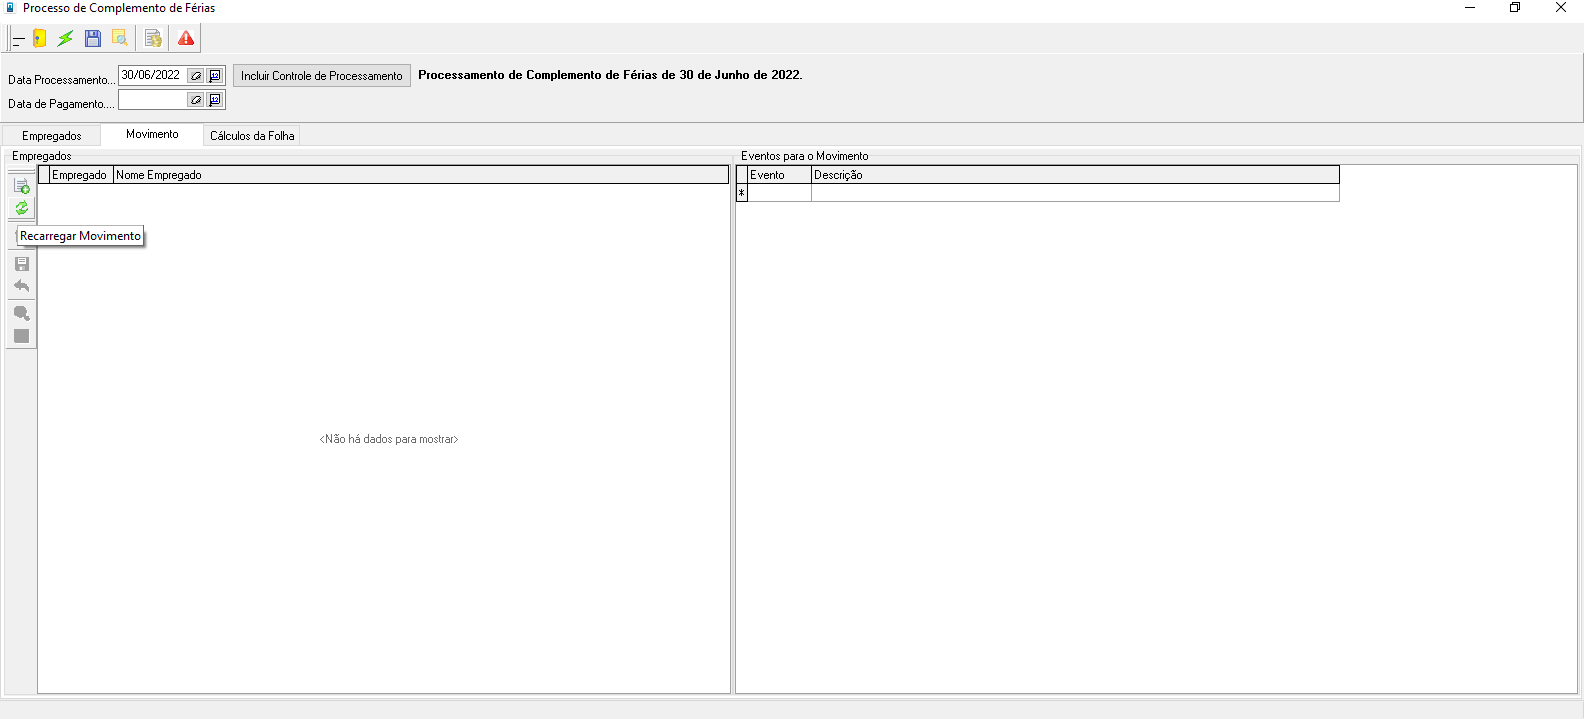 Processo de Complemento de Férias
Data Processamento... 30/06/2022 12 Incluir Controle de Processamento Processamento de Complemento de Férias de 30 de Junho de 2022.
Data de Pagamento.... 12
Empregados Movimento Cálculos da Folha
Empregados Eventos para o Movimento
Empregado Nome Empregado Evento Descrição
*
Recarregar Movimento
<Não há dados para mostrar>